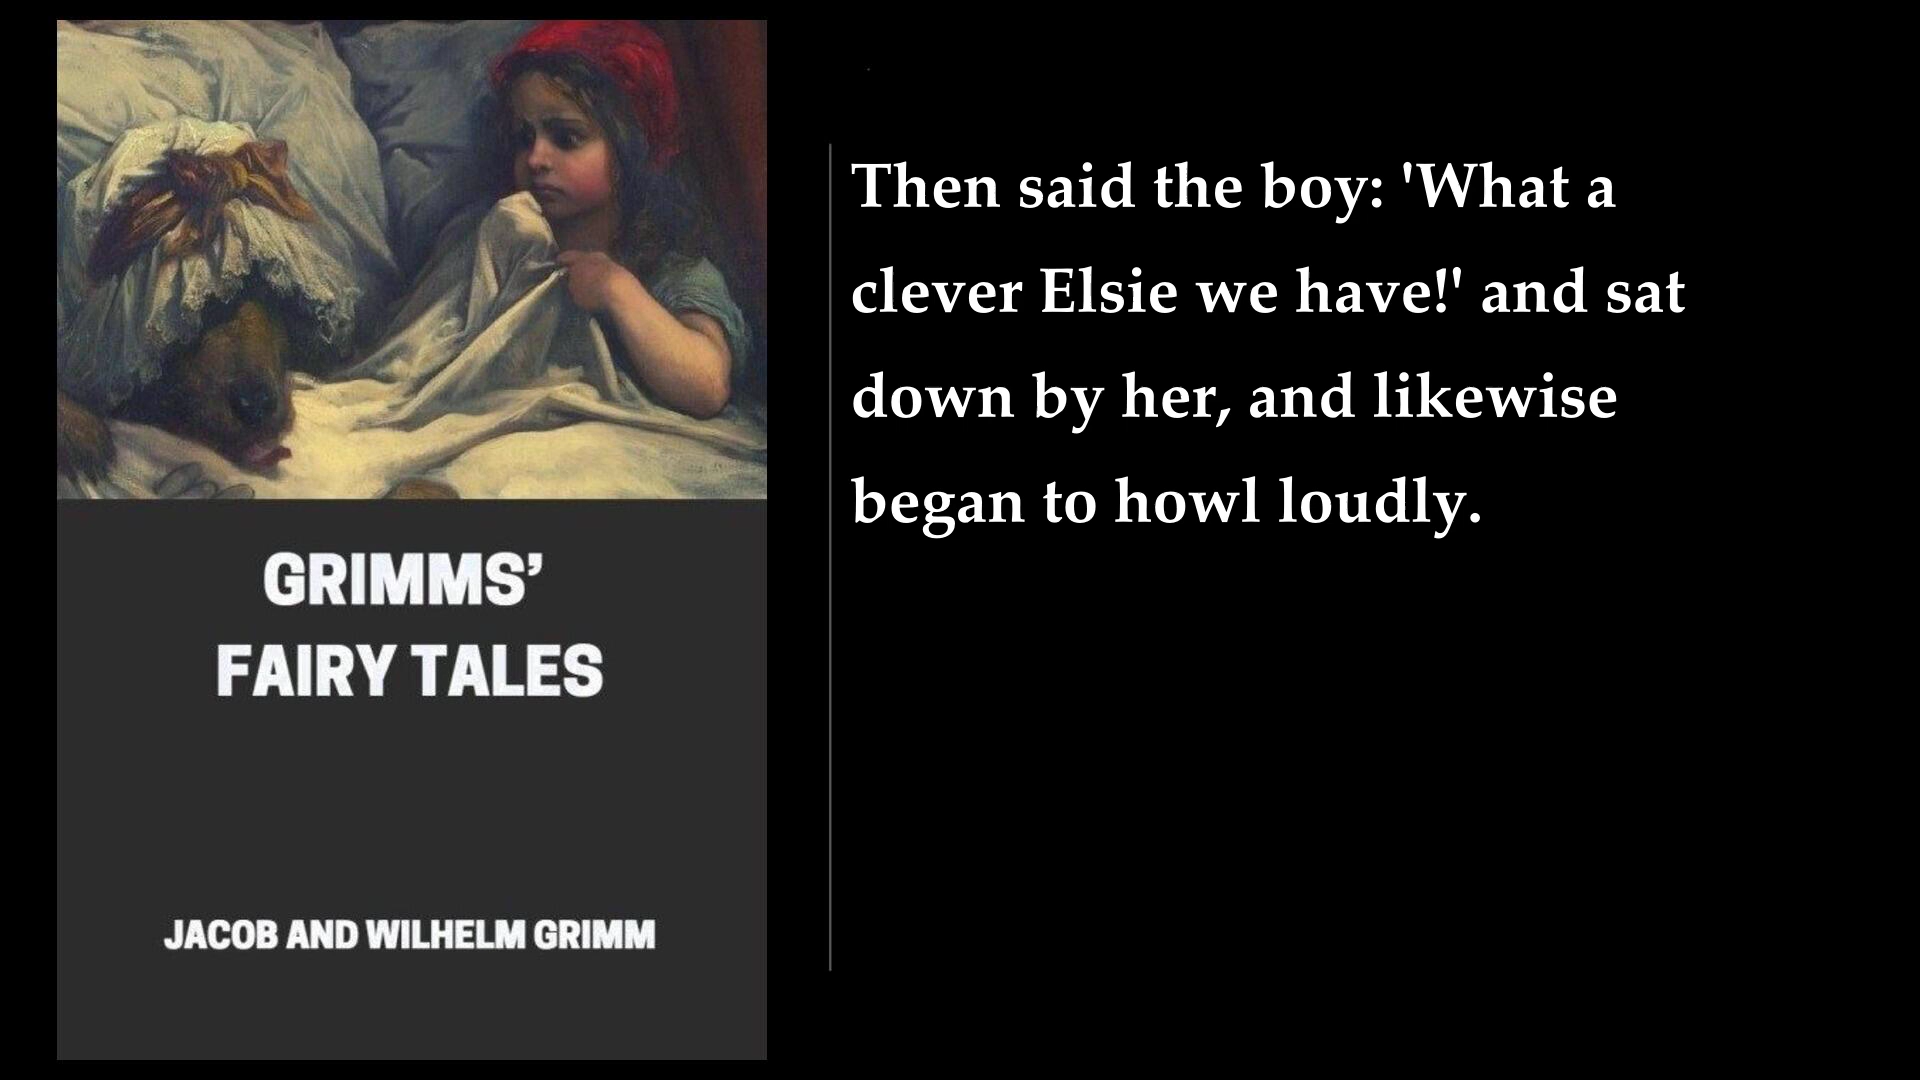 GRIMMS’
FAIRY TALES
JACOB AND WILHELM GRIMM
Then said the boy: 'What a
clever Elsie we have!' and sat
down by her, and likewise
began to howl loudly.